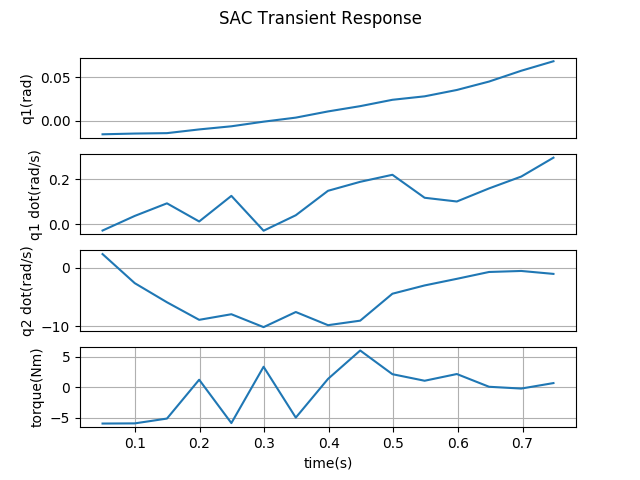 SAC Transient Response
q1(rad)
0.05
0.00
q1 dot(rad/s)
0.2
0.0
q2 dot(rad/s)
0
−10
torque(Nm)
5
0
−5
0.1 0.2 0.3 0.4 0.5 0.6 0.7
time(s)